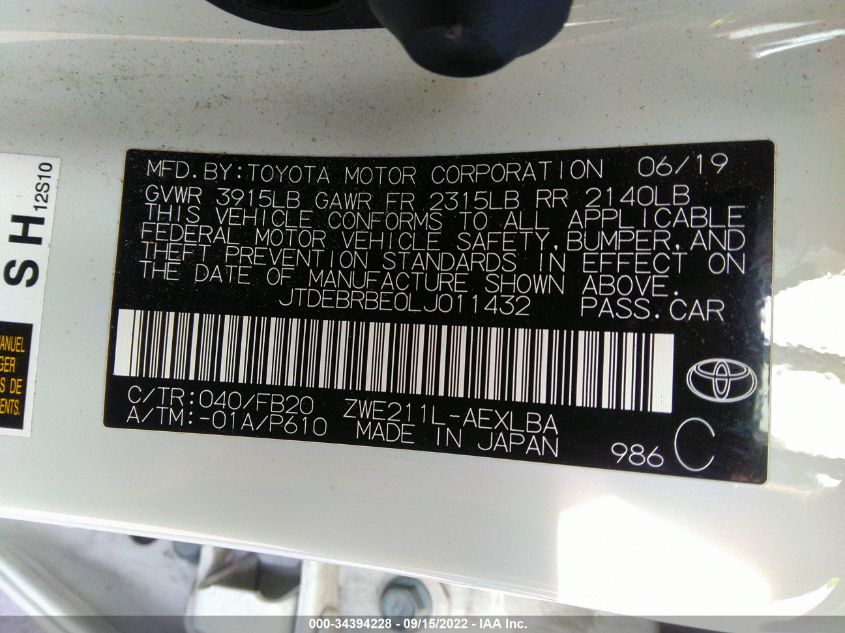 MFD. BY: TOYOTA MOTOR CORPORATION 06/19
GVWR 3915LB GAWR FR 2315LB RR 2140LB
THIS VEHICLE CONFORMS TO ALL APPLICABLE
FEDERAL MOTOR VEHICLE SAFETY, BUMPER, AND
THEFT PREVENTION STANDARDS IN EFFECT ON
THE DATE OF MANUFACTURE SHOWN ABOVE.
JTDEBRBE0LJ011432 PASS. CAR
C/TR: 040/FB20 ZWE211L-AEXLBA
A/TM: -01A/P610 MADE IN JAPAN
986 C
SH 12S10
MANUEL
DE
000-34394228 - 09/15/2022 - IAA Inc.